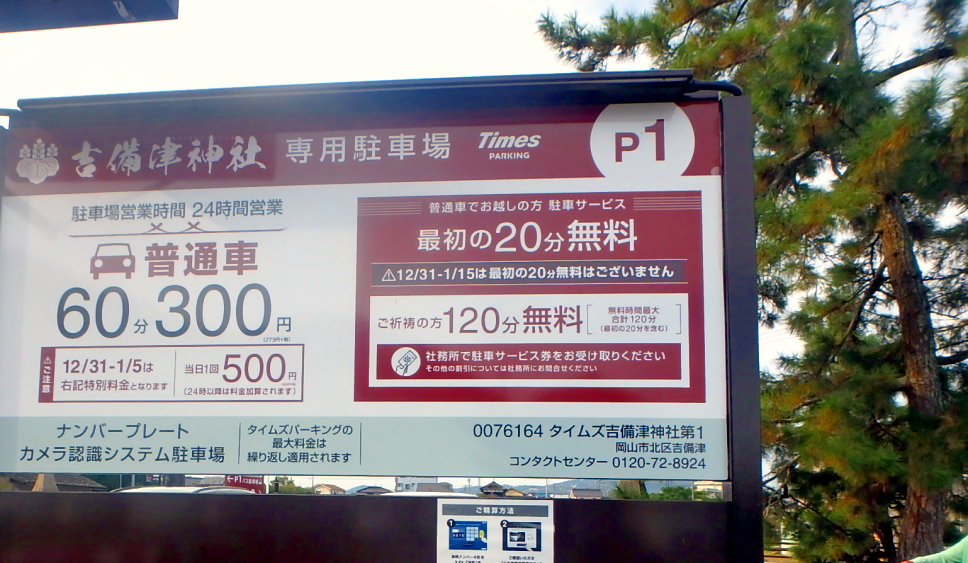 吉備津神社 専用駐車場 Times PARKING P1
駐車場営業時間 24時間営業
普通車
60分 300円
(273円+税)
ご注意
12/31-1/5は
右記特別料金となります
当日1回 500円
(24時以降は料金加算されます)
普通車でお越しの方 駐車サービス
最初の20分無料
12/31-1/15は最初の20分無料はございません
ご祈祷の方 120分無料
無料時間最大
合計120分
(最初の20分を含む)
社務所で駐車サービス券をお受け取りください
その他の割引については社務所にお問合せください
ナンバープレート
カメラ認識システム駐車場
タイムズパーキングの
最大料金は
繰り返し適用されます
0076164 タイムズ吉備津神社第1
岡山市北区吉備津
コンタクトセンター 0120-72-8924
ご精算方法
1
2